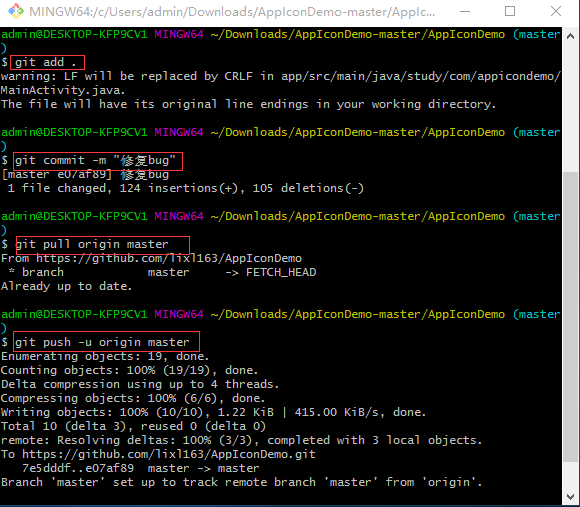 MINGW64:/c/Users/admin/Downloads/AppIconDemo-master/AppIc...
admin@DESKTOP-KFP9CV1 MINGW64 ~/Downloads/AppIconDemo-master/AppIconDemo (master
)
$ git add .
warning: LF will be replaced by CRLF in app/src/main/java/study/com/appicondemo/
MainActivity.java.
The file will have its original line endings in your working directory.
admin@DESKTOP-KFP9CV1 MINGW64 ~/Downloads/AppIconDemo-master/AppIconDemo (master
)
$ git commit -m "修复bug"
[master e07af89] 修复bug
1 file changed, 124 insertions(+), 105 deletions(-)
admin@DESKTOP-KFP9CV1 MINGW64 ~/Downloads/AppIconDemo-master/AppIconDemo (master
)
$ git pull origin master
From https://github.com/lixl163/AppIconDemo
* branch master -> FETCH_HEAD
Already up to date.
admin@DESKTOP-KFP9CV1 MINGW64 ~/Downloads/AppIconDemo-master/AppIconDemo (master
)
$ git push -u origin master
Enumerating objects: 19, done.
Counting objects: 100% (19/19), done.
Delta compression using up to 4 threads.
Compressing objects: 100% (6/6), done.
Writing objects: 100% (10/10), 1.22 KiB | 415.00 KiB/s, done.
Total 10 (delta 3), reused 0 (delta 0)
remote: Resolving deltas: 100% (3/3), completed with 3 local objects.
To https://github.com/lixl163/AppIconDemo.git
7e5dddf..e07af89 master -> master
Branch 'master' set up to track remote branch 'master' from 'origin'.